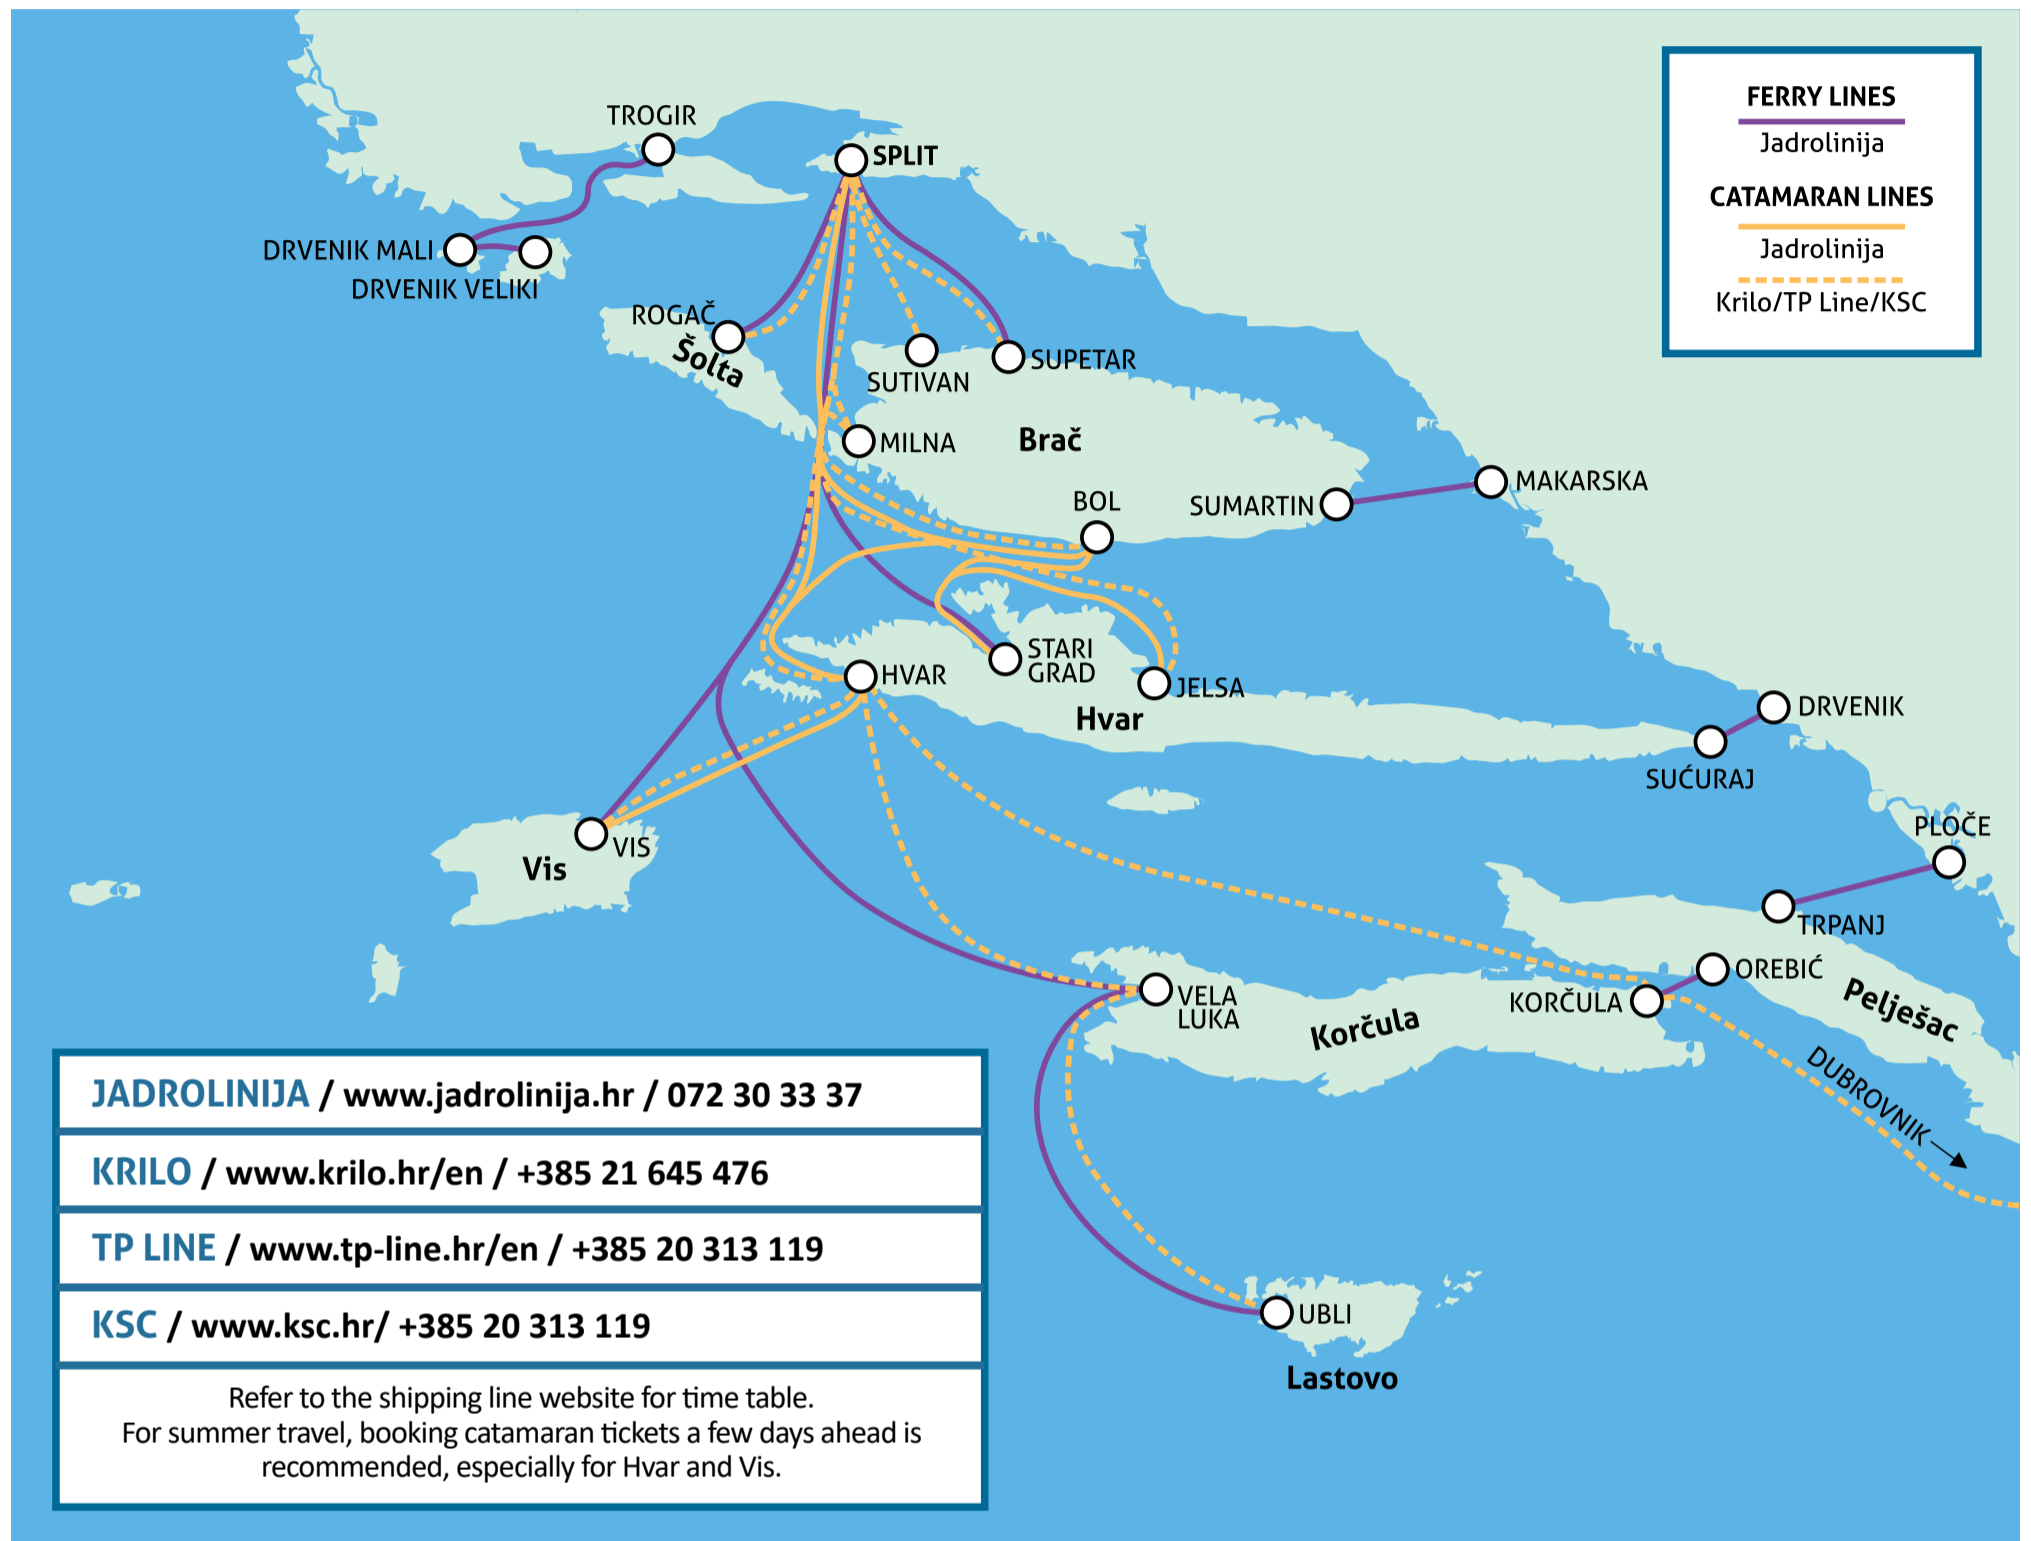 FERRY LINES
Jadrolinija
CATAMARAN LINES
Jadrolinija
Krilo/TP Line/KSC
TROGIR
SPLIT
DRVENIK MALI
DRVENIK VELIKI
ROGAČ
Šolta
SUTIVAN
SUPETAR
MILNA
Brač
BOL
SUMARTIN
MAKARSKA
STARI
GRAD
HVAR
JELSA
Hvar
DRVENIK
SUĆURAJ
PLOČE
VIS
Vis
TRPANJ
OREBIĆ
VELA
LUKA
KORČULA
Korčula
Pelješac
DUBROVNIK
UBLI
Lastovo
JADROLINIJA / www.jadrolinija.hr / 072 30 33 37
KRILO / www.krilo.hr/en / +385 21 645 476
TP LINE / www.tp-line.hr/en / +385 20 313 119
KSC / www.ksc.hr/ +385 20 313 119
Refer to the shipping line website for time table.
For summer travel, booking catamaran tickets a few days ahead is
recommended, especially for Hvar and Vis.